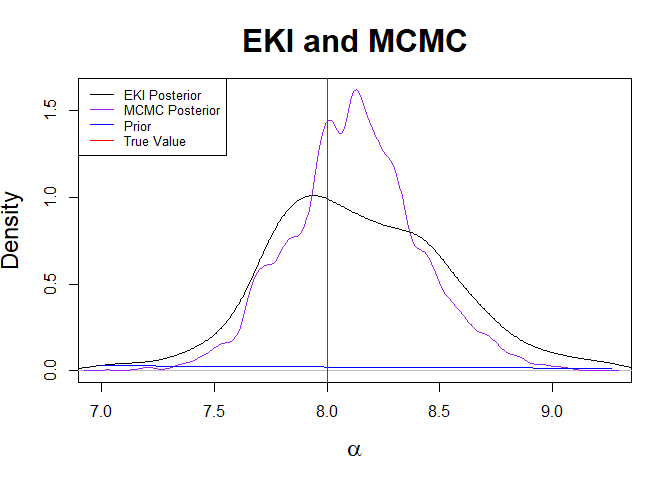 EKI and MCMC
EKI Posterior
MCMC Posterior
Prior
True Value
Density
0.0
0.5
1.0
1.5
7.0 7.5 8.0 8.5 9.0
α